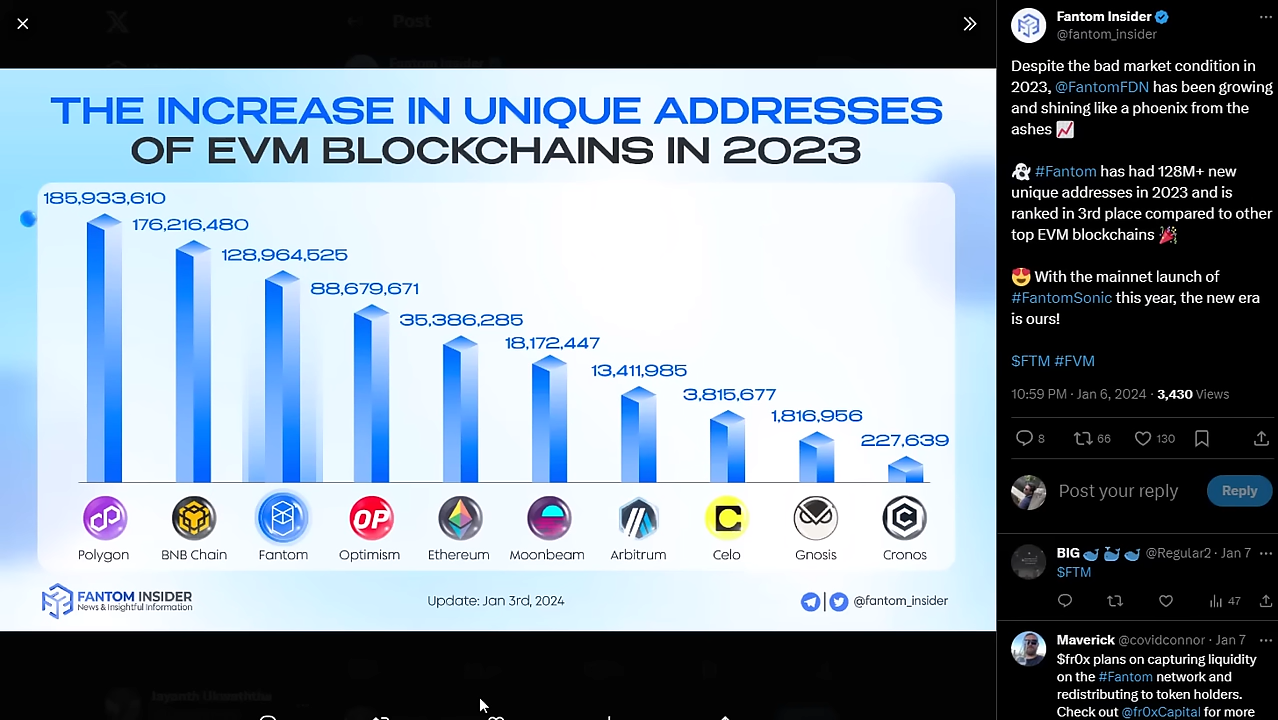 Post
THE INCREASE IN UNIQUE ADDRESSES
OF EVM BLOCKCHAINS IN 2023
185,933,610
176,216,480
128,964,525
88,679,671
35,386,285
18,172,447
13,411,985
3,815,677
1,816,956
227,639
OP
Polygon
BNB Chain
Fantom
Optimism
Ethereum
Moonbeam
Arbitrum
Celo
Gnosis
Cronos
FANTOM INSIDER
News & Insightful Information
Update: Jan 3rd, 2024
@fantom_insider
Fantom Insider
@fantom_insider
Despite the bad market condition in
2023, @FantomFDN has been growing
and shining like a phoenix from the
ashes 📈
👻 #Fantom has had 128M+ new
unique addresses in 2023 and is
ranked in 3rd place compared to other
top EVM blockchains 🎉
😍 With the mainnet launch of
#FantomSonic this year, the new era
is ours!
$FTM #FVM
10:59 PM · Jan 6, 2024 · 3,430 Views
8
66
130
Post your reply
Reply
BIG🐋🐳🐋 @Regular2 · Jan 7
$FTM
47
Maverick @covidconnor · Jan 7
$fr0x plans on capturing liquidity
on the #Fantom network and
redistributing to token holders.
Check out @fr0xCapital for more